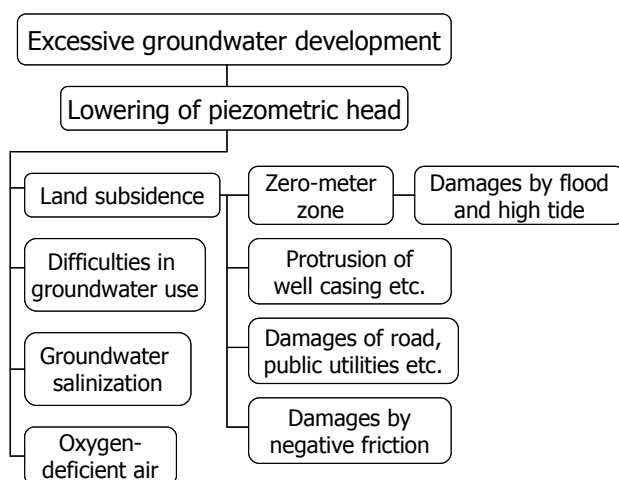 Excessive groundwater development
Lowering of piezometric head
Land subsidence
Zero-meter
zone
Damages by flood
and high tide
Difficulties in
groundwater use
Protrusion of
well casing etc.
Groundwater
salinization
Damages of road,
public utilities etc.
Oxygen-
deficient air
Damages by
negative friction